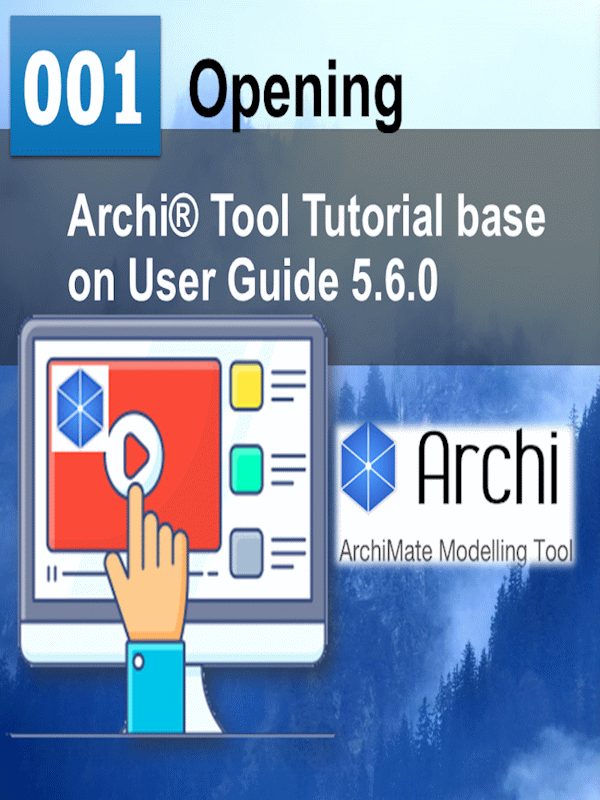 001 Opening
Archi® Tool Tutorial base
on User Guide 5.6.0
Archi
ArchiMate Modelling Tool